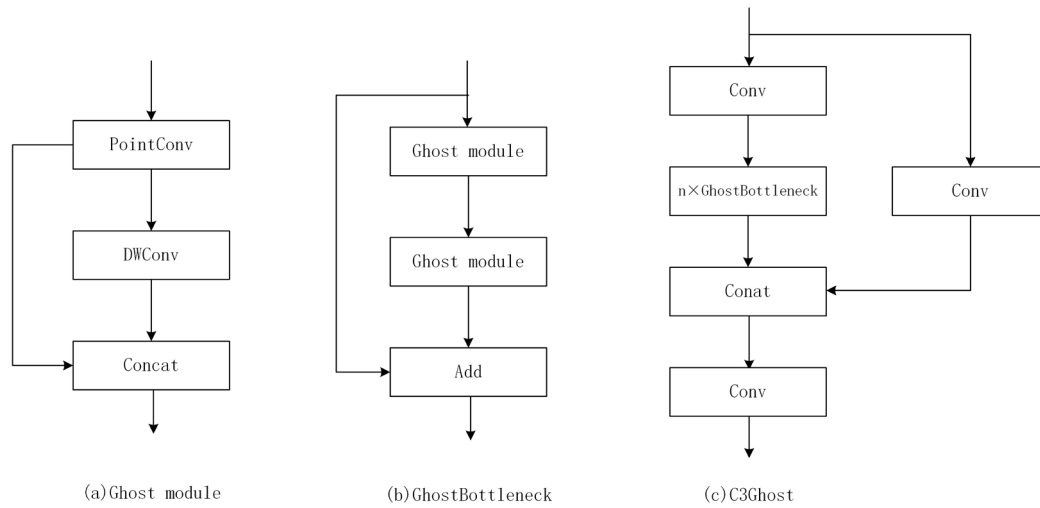 PointConv
DWConv
Concat
(a)Ghost module
Ghost module
Ghost module
Add
(b)GhostBottleneck
Conv
n×GhostBottleneck
Conv
Conat
Conv
(c)C3Ghost